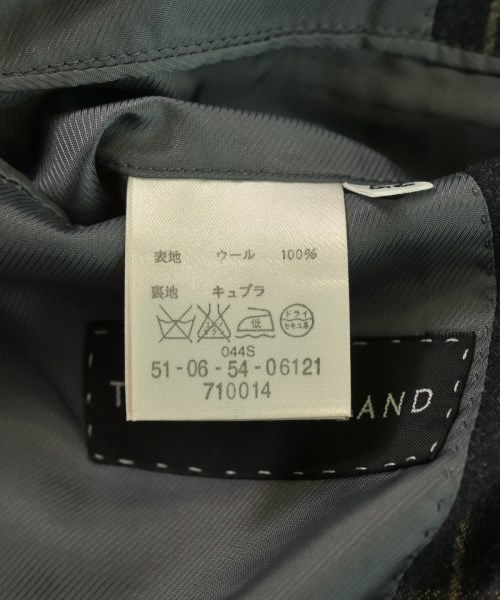 表地 ウール 100%
裏地 キュプラ
低 ドライ セキユ系
044S
51-06-54-06121
710014
T LAND